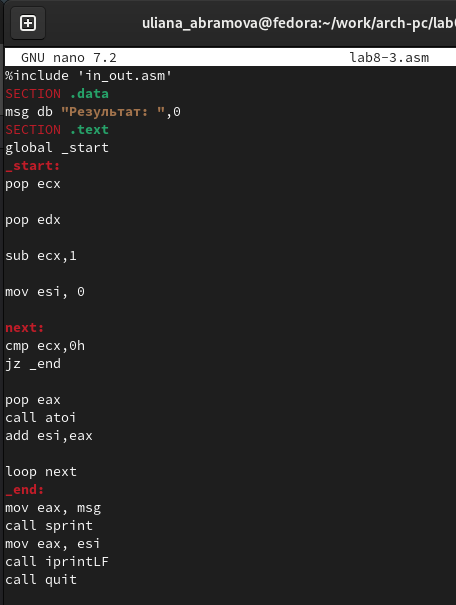 uliana_abramova@fedora:~/work/arch-pc/lab
GNU nano 7.2 lab8-3.asm
%include 'in_out.asm'
SECTION .data
msg db "Результат: ",0
SECTION .text
global _start
_start:
pop ecx
pop edx
sub ecx,1
mov esi, 0
next:
cmp ecx,0h
jz _end
pop eax
call atoi
add esi,eax
loop next
_end:
mov eax, msg
call sprint
mov eax, esi
call iprintLF
call quit